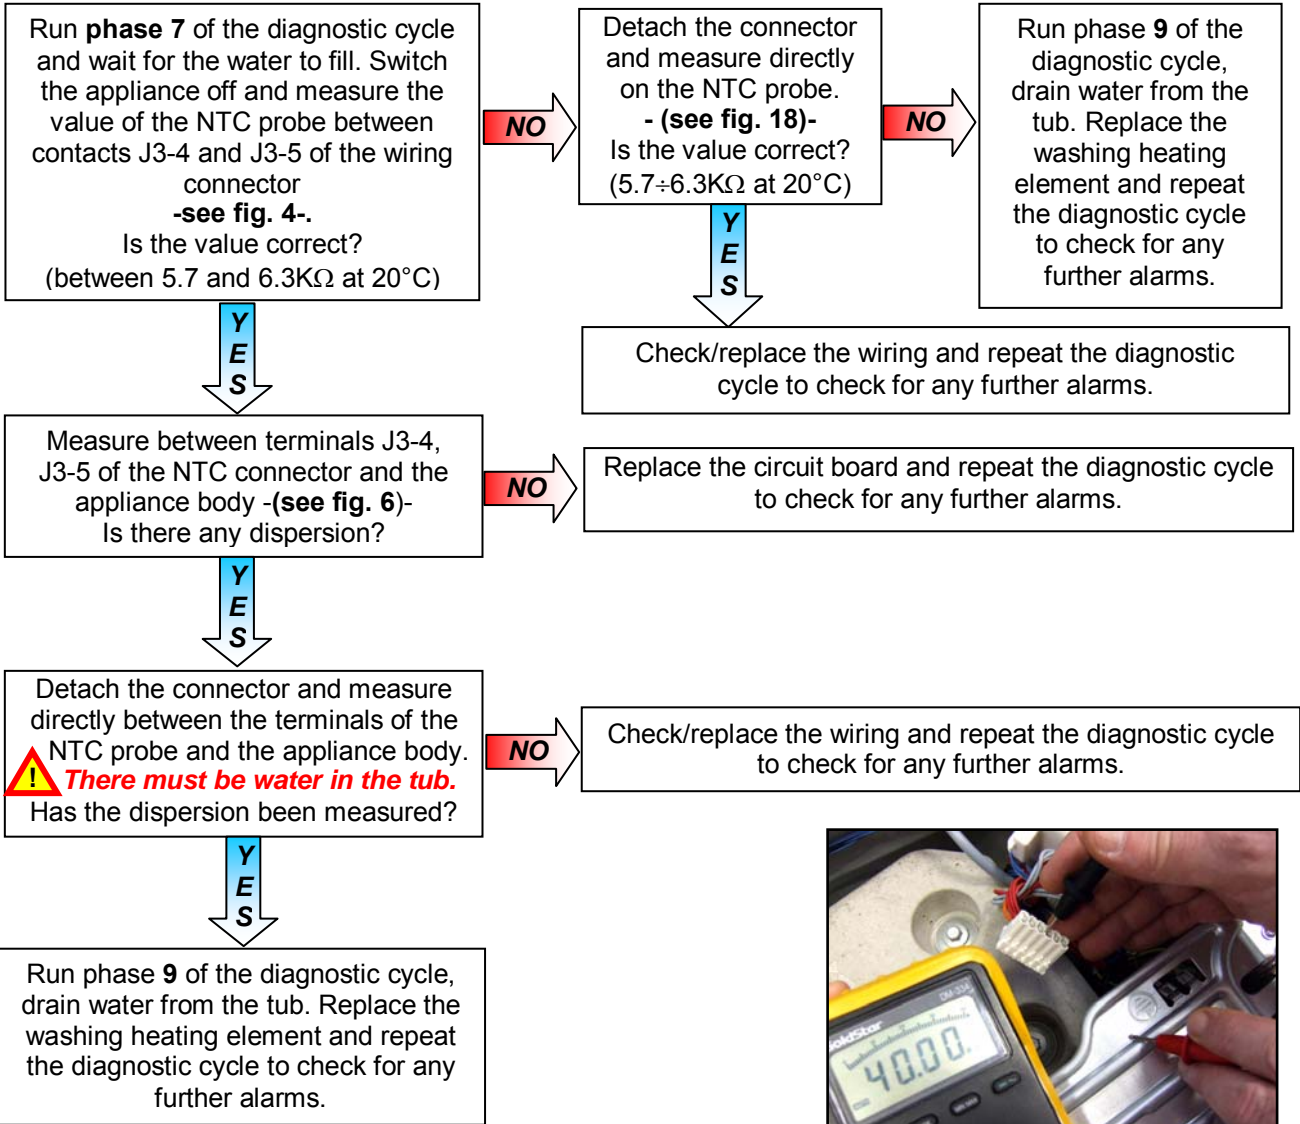 Run phase 7 of the diagnostic cycle
and wait for the water to fill. Switch
the appliance off and measure the
value of the NTC probe between
contacts J3-4 and J3-5 of the wiring
connector
-see fig. 4-.
Is the value correct?
(between 5.7 and 6.3KΩ at 20°C)
NO
Detach the connector
and measure directly
on the NTC probe.
- (see fig. 18)-
Is the value correct?
(5.7÷6.3KΩ at 20°C)
NO
Run phase 9 of the
diagnostic cycle,
drain water from the
tub. Replace the
washing heating
element and repeat
the diagnostic cycle
to check for any
further alarms.
Y
E
S
Y
E
S
Check/replace the wiring and repeat the diagnostic
cycle to check for any further alarms.
Measure between terminals J3-4,
J3-5 of the NTC connector and the
appliance body -(see fig. 6)-
Is there any dispersion?
NO
Replace the circuit board and repeat the diagnostic cycle
to check for any further alarms.
Y
E
S
Detach the connector and measure
directly between the terminals of the
NTC probe and the appliance body.
! There must be water in the tub.
Has the dispersion been measured?
NO
Check/replace the wiring and repeat the diagnostic cycle
to check for any further alarms.
Y
E
S
Run phase 9 of the diagnostic cycle,
drain water from the tub. Replace the
washing heating element and repeat
the diagnostic cycle to check for any
further alarms.
GoldStar
40.00